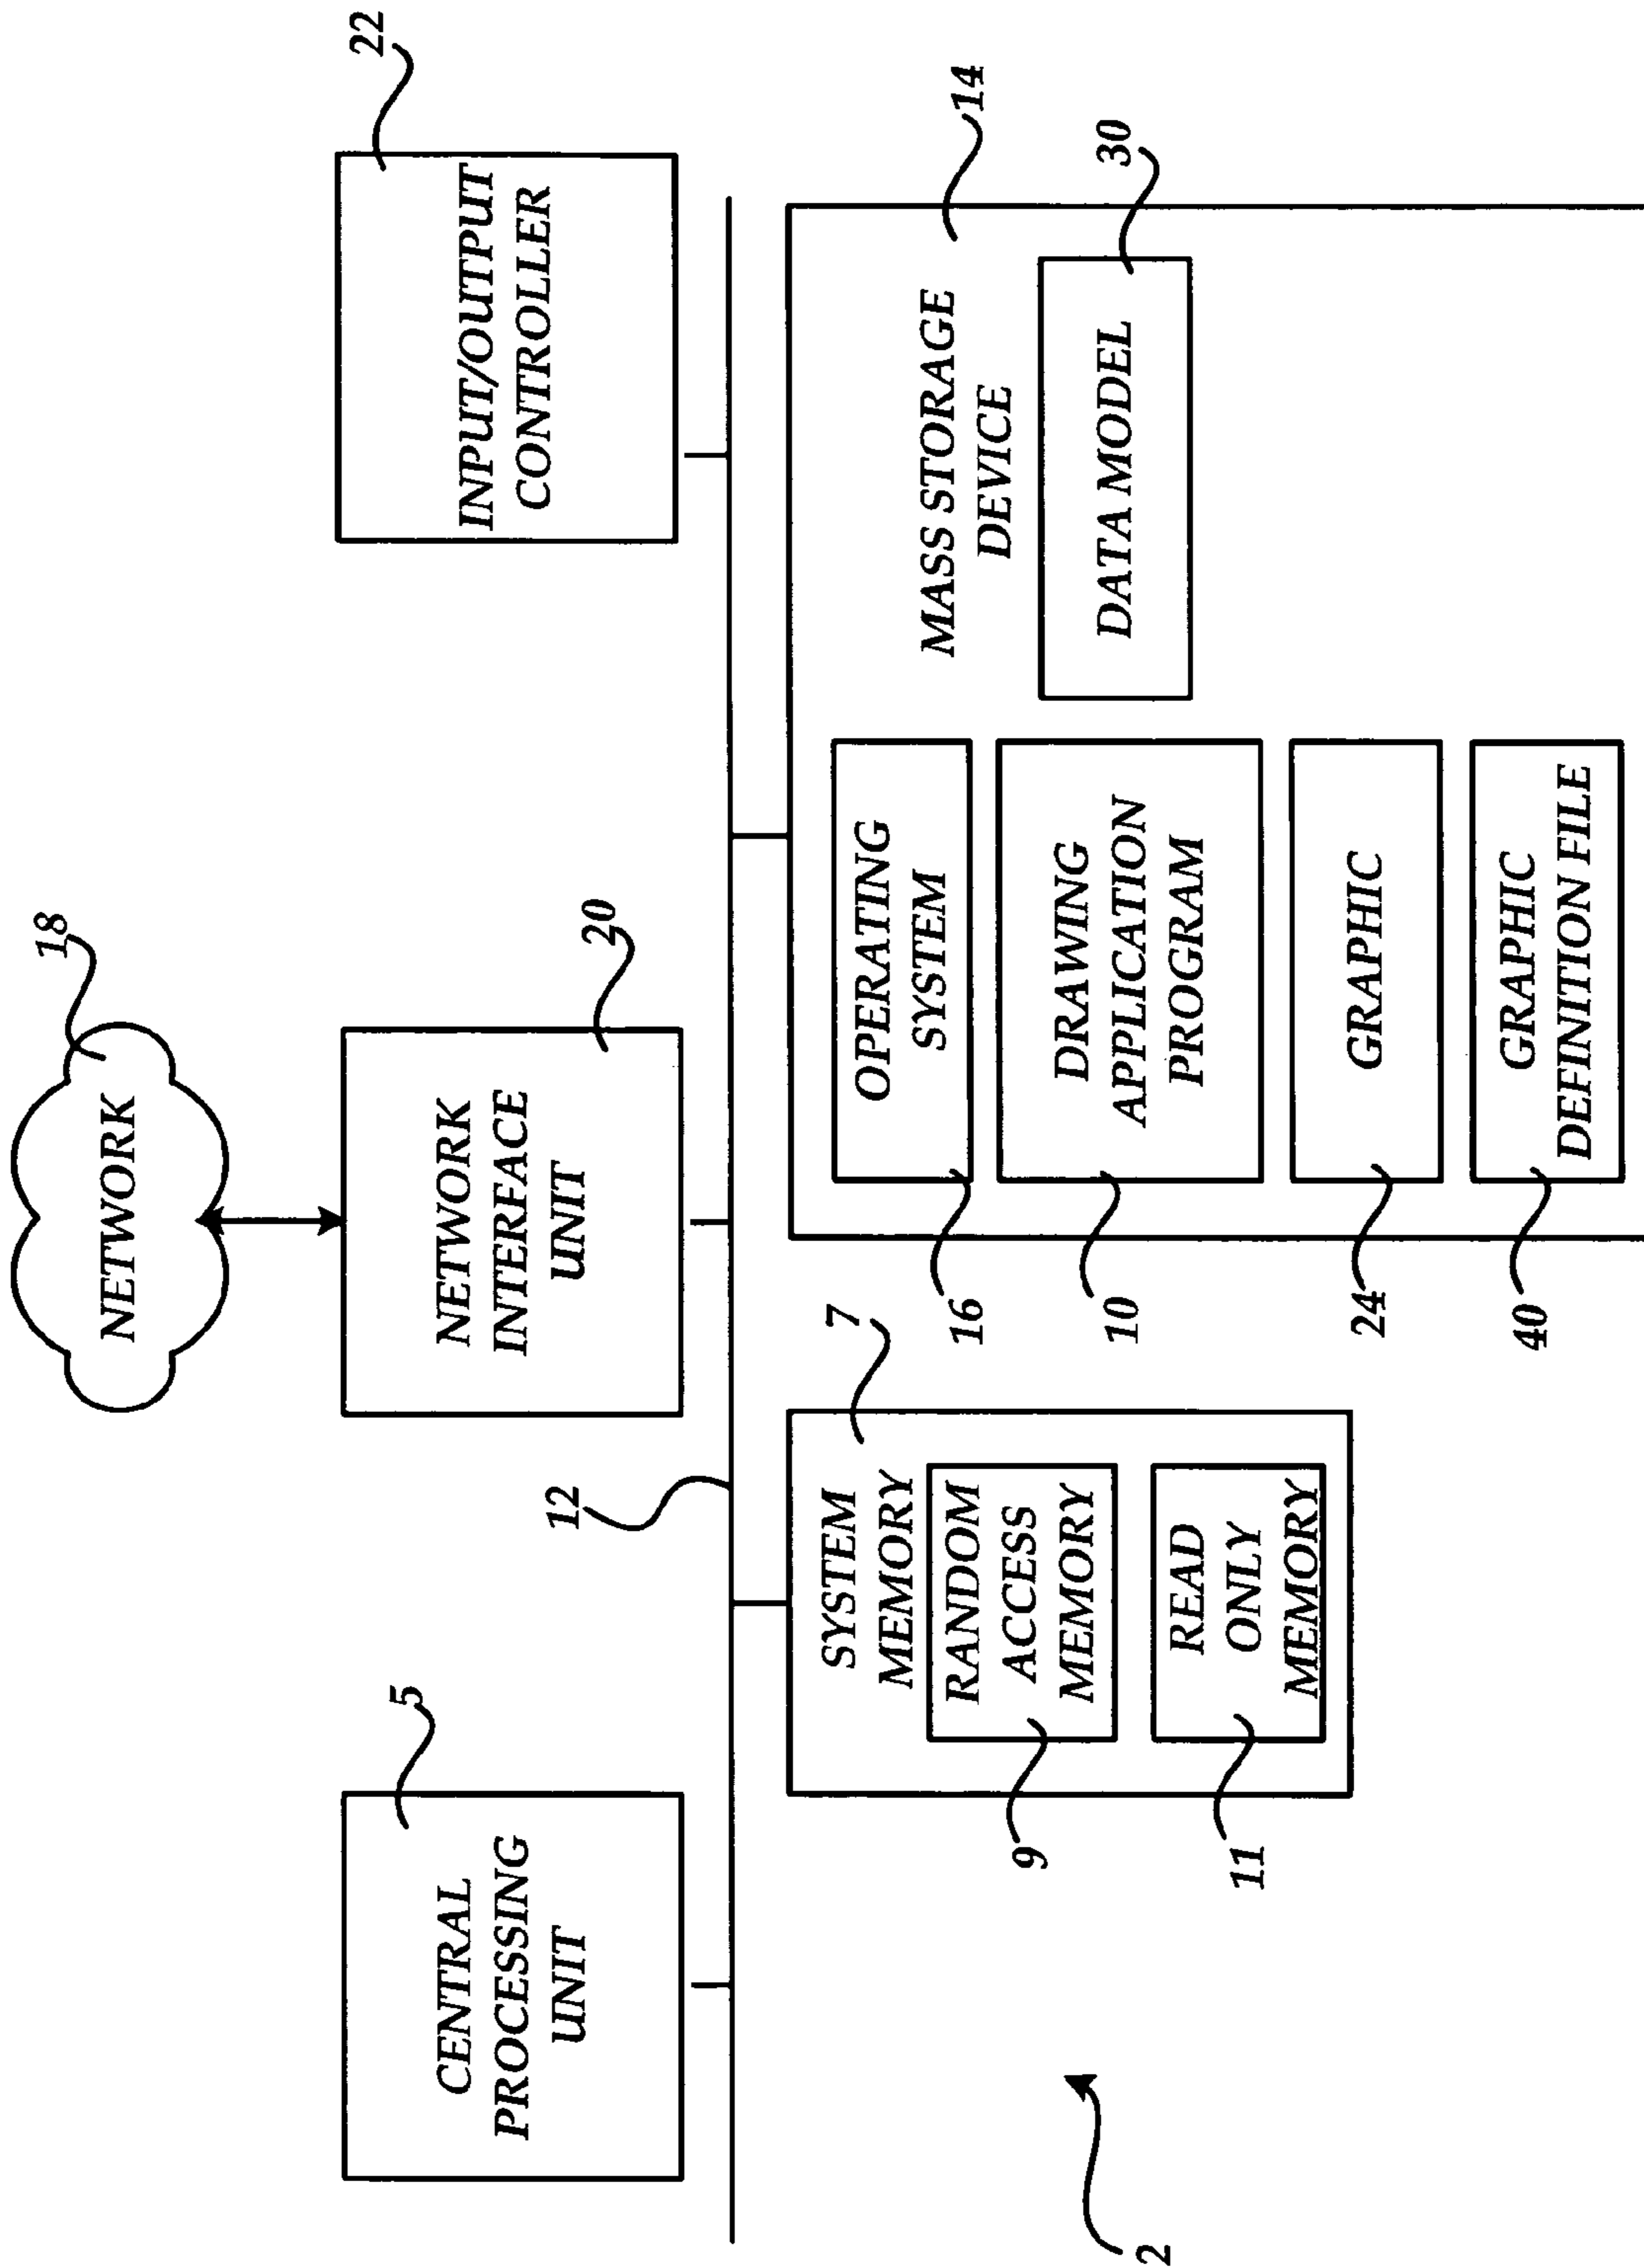 NETWORK
18
CENTRAL
PROCESSING
UNIT
5
NETWORK
INTERFACE
UNIT
20
INPUT/OUTPUT
CONTROLLER
22
12
SYSTEM
MEMORY
7
RANDOM
ACCESS
MEMORY
9
READ
ONLY
MEMORY
11
MASS STORAGE
DEVICE
14
OPERATING
SYSTEM
16
DRAWING
APPLICATION
PROGRAM
10
GRAPHIC
24
GRAPHIC
DEFINITION FILE
40
DATA MODEL
30
2